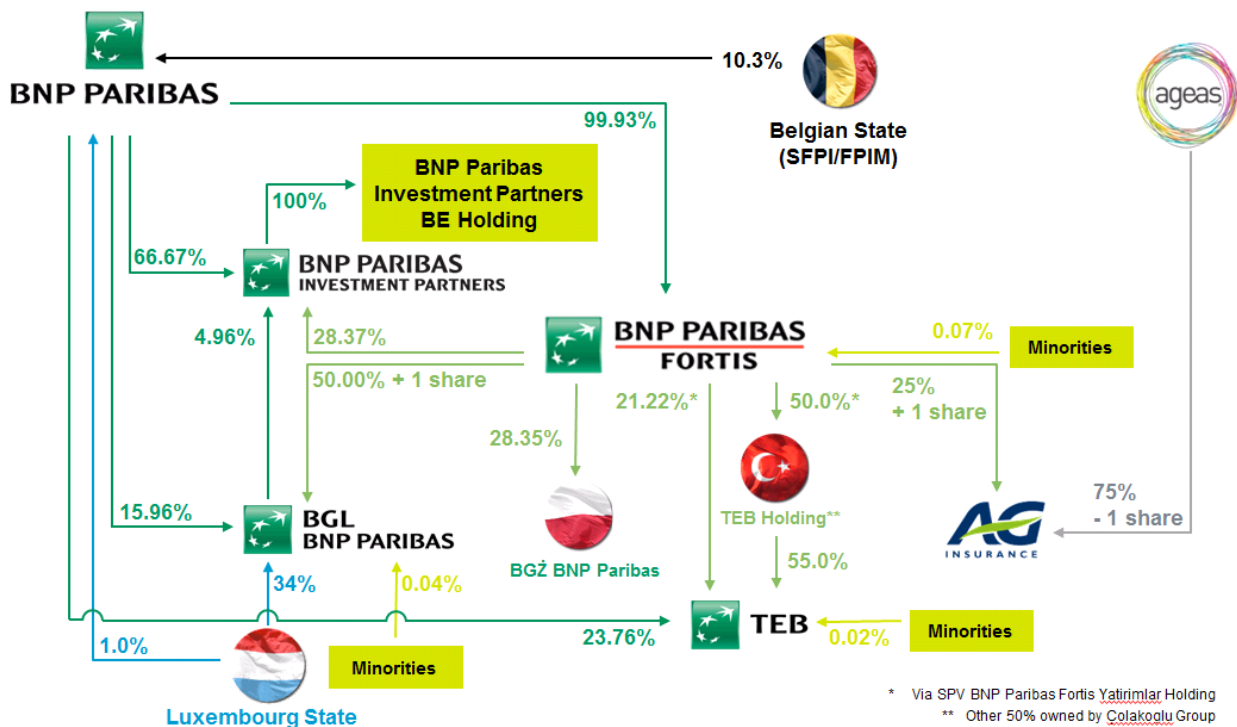 10.3%
BNP PARIBAS
ageas
99.93%
Belgian State
(SFPI/FPIM)
BNP Paribas
Investment Partners
BE Holding
100%
66.67%
BNP PARIBAS
INVESTMENT PARTNERS
4.96%
28.37%
BNP PARIBAS
FORTIS
0.07%
Minorities
50.00% + 1 share
21.22%*
50.0%*
25%
+ 1 share
28.35%
15.96%
BGL
BNP PARIBAS
TEB Holding**
AG
INSURANCE
75%
- 1 share
BGŻ BNP Paribas
55.0%
34%
0.04%
TEB
23.76%
0.02%
Minorities
1.0%
Minorities
Luxembourg State
* Via SPV BNP Paribas Fortis Yatirimlar Holding
** Other 50% owned by Colakoglu Group